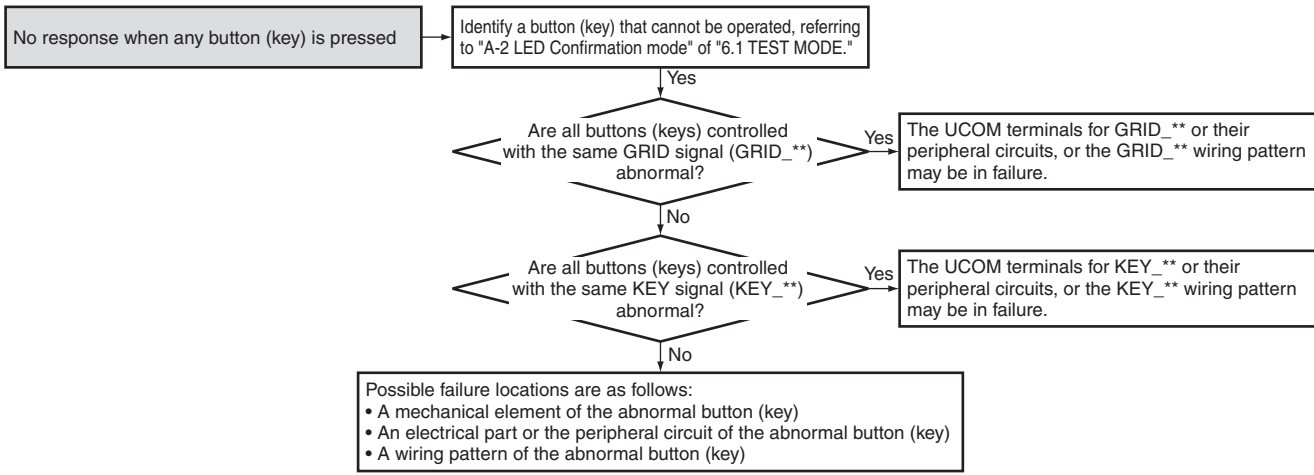 No response when any button (key) is pressed
Identify a button (key) that cannot be operated, referring
to "A-2 LED Confirmation mode" of "6.1 TEST MODE."
Yes
Are all buttons (keys) controlled
with the same GRID signal (GRID_**)
abnormal?
Yes
The UCOM terminals for GRID_** or their
peripheral circuits, or the GRID_** wiring pattern
may be in failure.
No
Are all buttons (keys) controlled
with the same KEY signal (KEY_**)
abnormal?
Yes
The UCOM terminals for KEY_** or their
peripheral circuits, or the KEY_** wiring pattern
may be in failure.
No
Possible failure locations are as follows:
• A mechanical element of the abnormal button (key)
• An electrical part or the peripheral circuit of the abnormal button (key)
• A wiring pattern of the abnormal button (key)